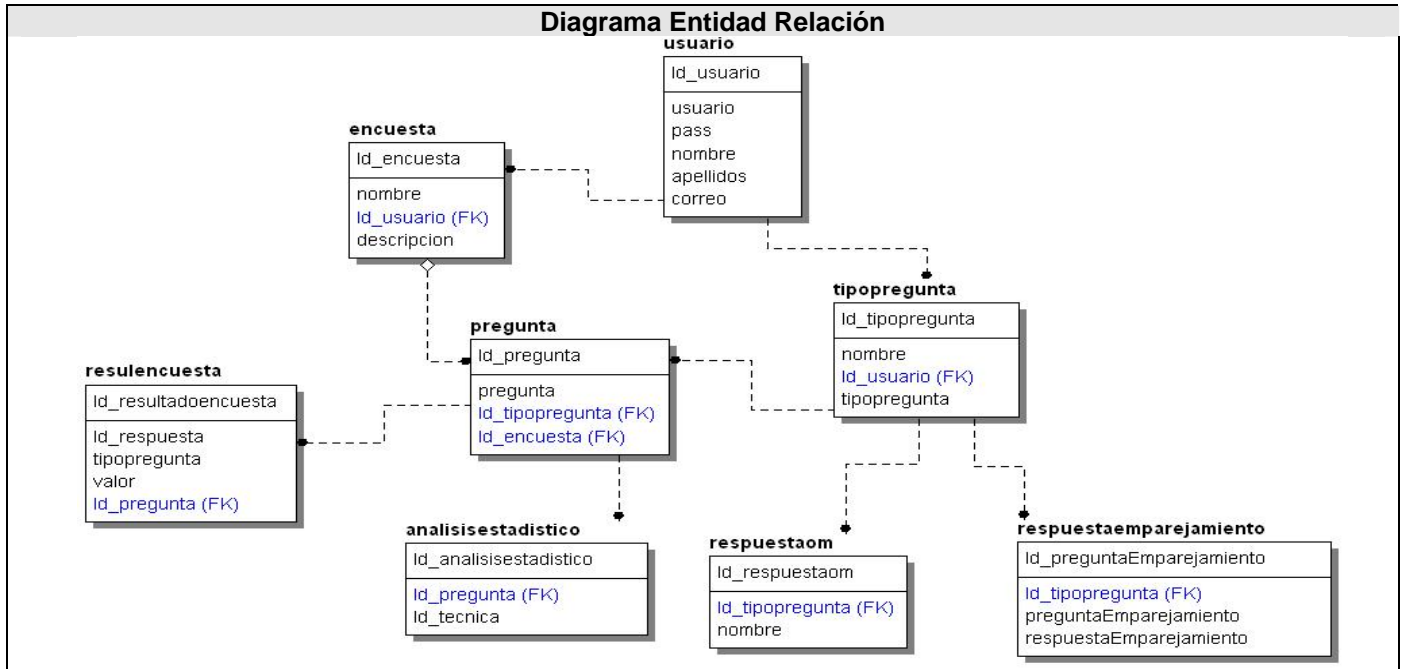 Diagrama Entidad Relación
usuario
Id_usuario
usuario
pass
nombre
apellidos
correo
encuesta
Id_encuesta
nombre
Id_usuario (FK)
descripcion
tipopregunta
Id_tipopregunta
nombre
Id_usuario (FK)
tipopregunta
pregunta
Id_pregunta
pregunta
Id_tipopregunta (FK)
Id_encuesta (FK)
resulencuesta
Id_resultadoencuesta
Id_respuesta
tipopregunta
valor
Id_pregunta (FK)
analisisestadistico
Id_analisisestadistico
Id_pregunta (FK)
Id_tecnica
respuestaom
Id_respuestaom
Id_tipopregunta (FK)
nombre
respuestaemparejamiento
Id_preguntaEmparejamiento
Id_tipopregunta (FK)
preguntaEmparejamiento
respuestaEmparejamiento